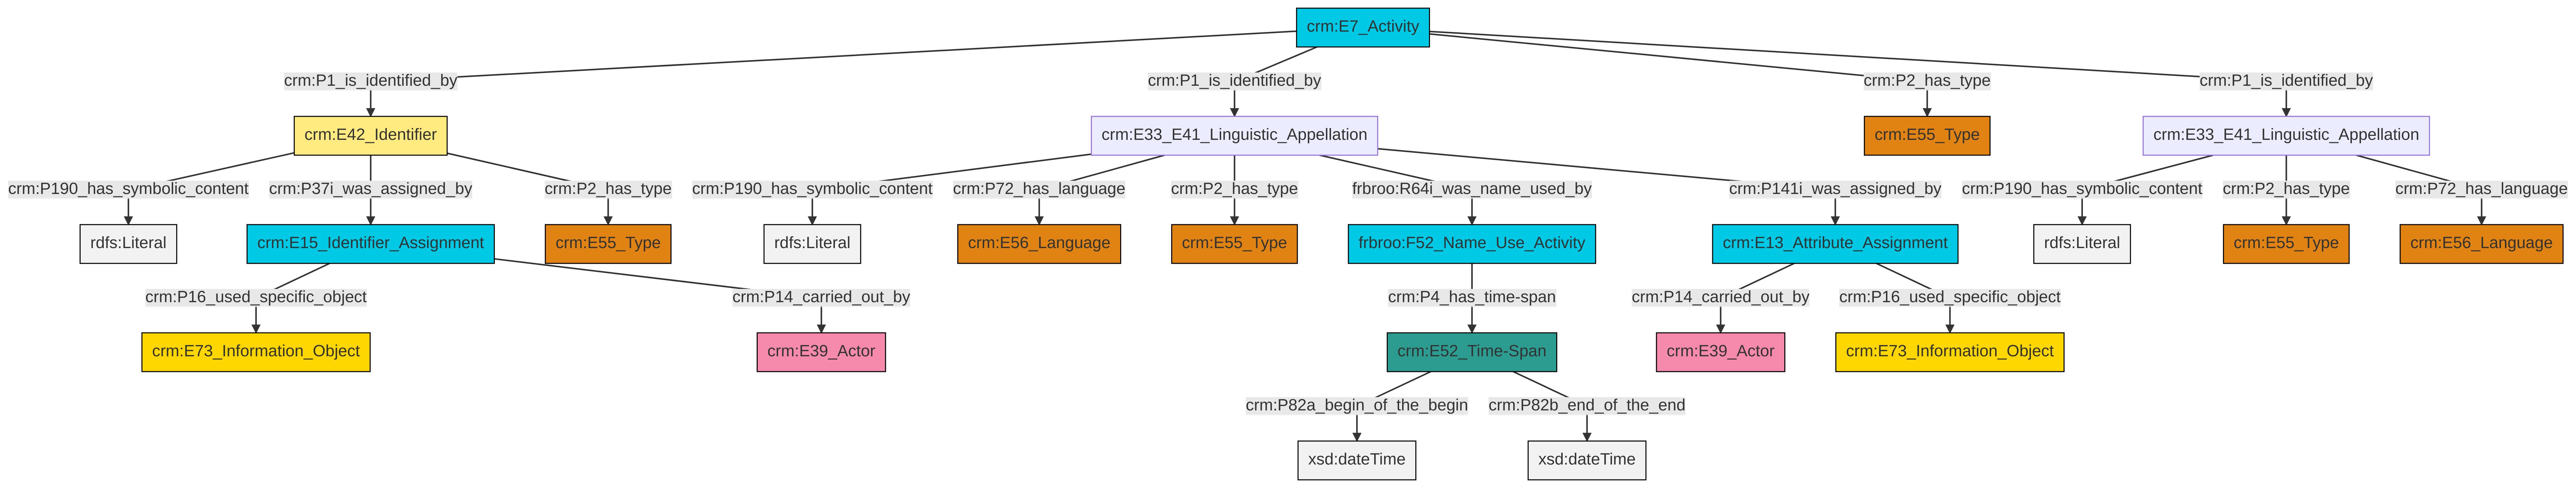 crm:E7_Activity
crm:P1_is_identified_by
crm:P1_is_identified_by
crm:P2_has_type
crm:P1_is_identified_by
crm:E42_Identifier
crm:E33_E41_Linguistic_Appellation
crm:E55_Type
crm:E33_E41_Linguistic_Appellation
crm:P190_has_symbolic_content
crm:P37i_was_assigned_by
crm:P2_has_type
crm:P190_has_symbolic_content
crm:P72_has_language
crm:P2_has_type
frbroo:R64i_was_name_used_by
crm:P141i_was_assigned_by
crm:P190_has_symbolic_content
crm:P2_has_type
crm:P72_has_language
rdfs:Literal
crm:E15_Identifier_Assignment
crm:E55_Type
rdfs:Literal
crm:E56_Language
crm:E55_Type
frbroo:F52_Name_Use_Activity
crm:E13_Attribute_Assignment
rdfs:Literal
crm:E55_Type
crm:E56_Language
crm:P16_used_specific_object
crm:P14_carried_out_by
crm:P4_has_time-span
crm:P14_carried_out_by
crm:P16_used_specific_object
crm:E73_Information_Object
crm:E39_Actor
crm:E52_Time-Span
crm:E39_Actor
crm:E73_Information_Object
crm:P82a_begin_of_the_begin
crm:P82b_end_of_the_end
xsd:dateTime
xsd:dateTime